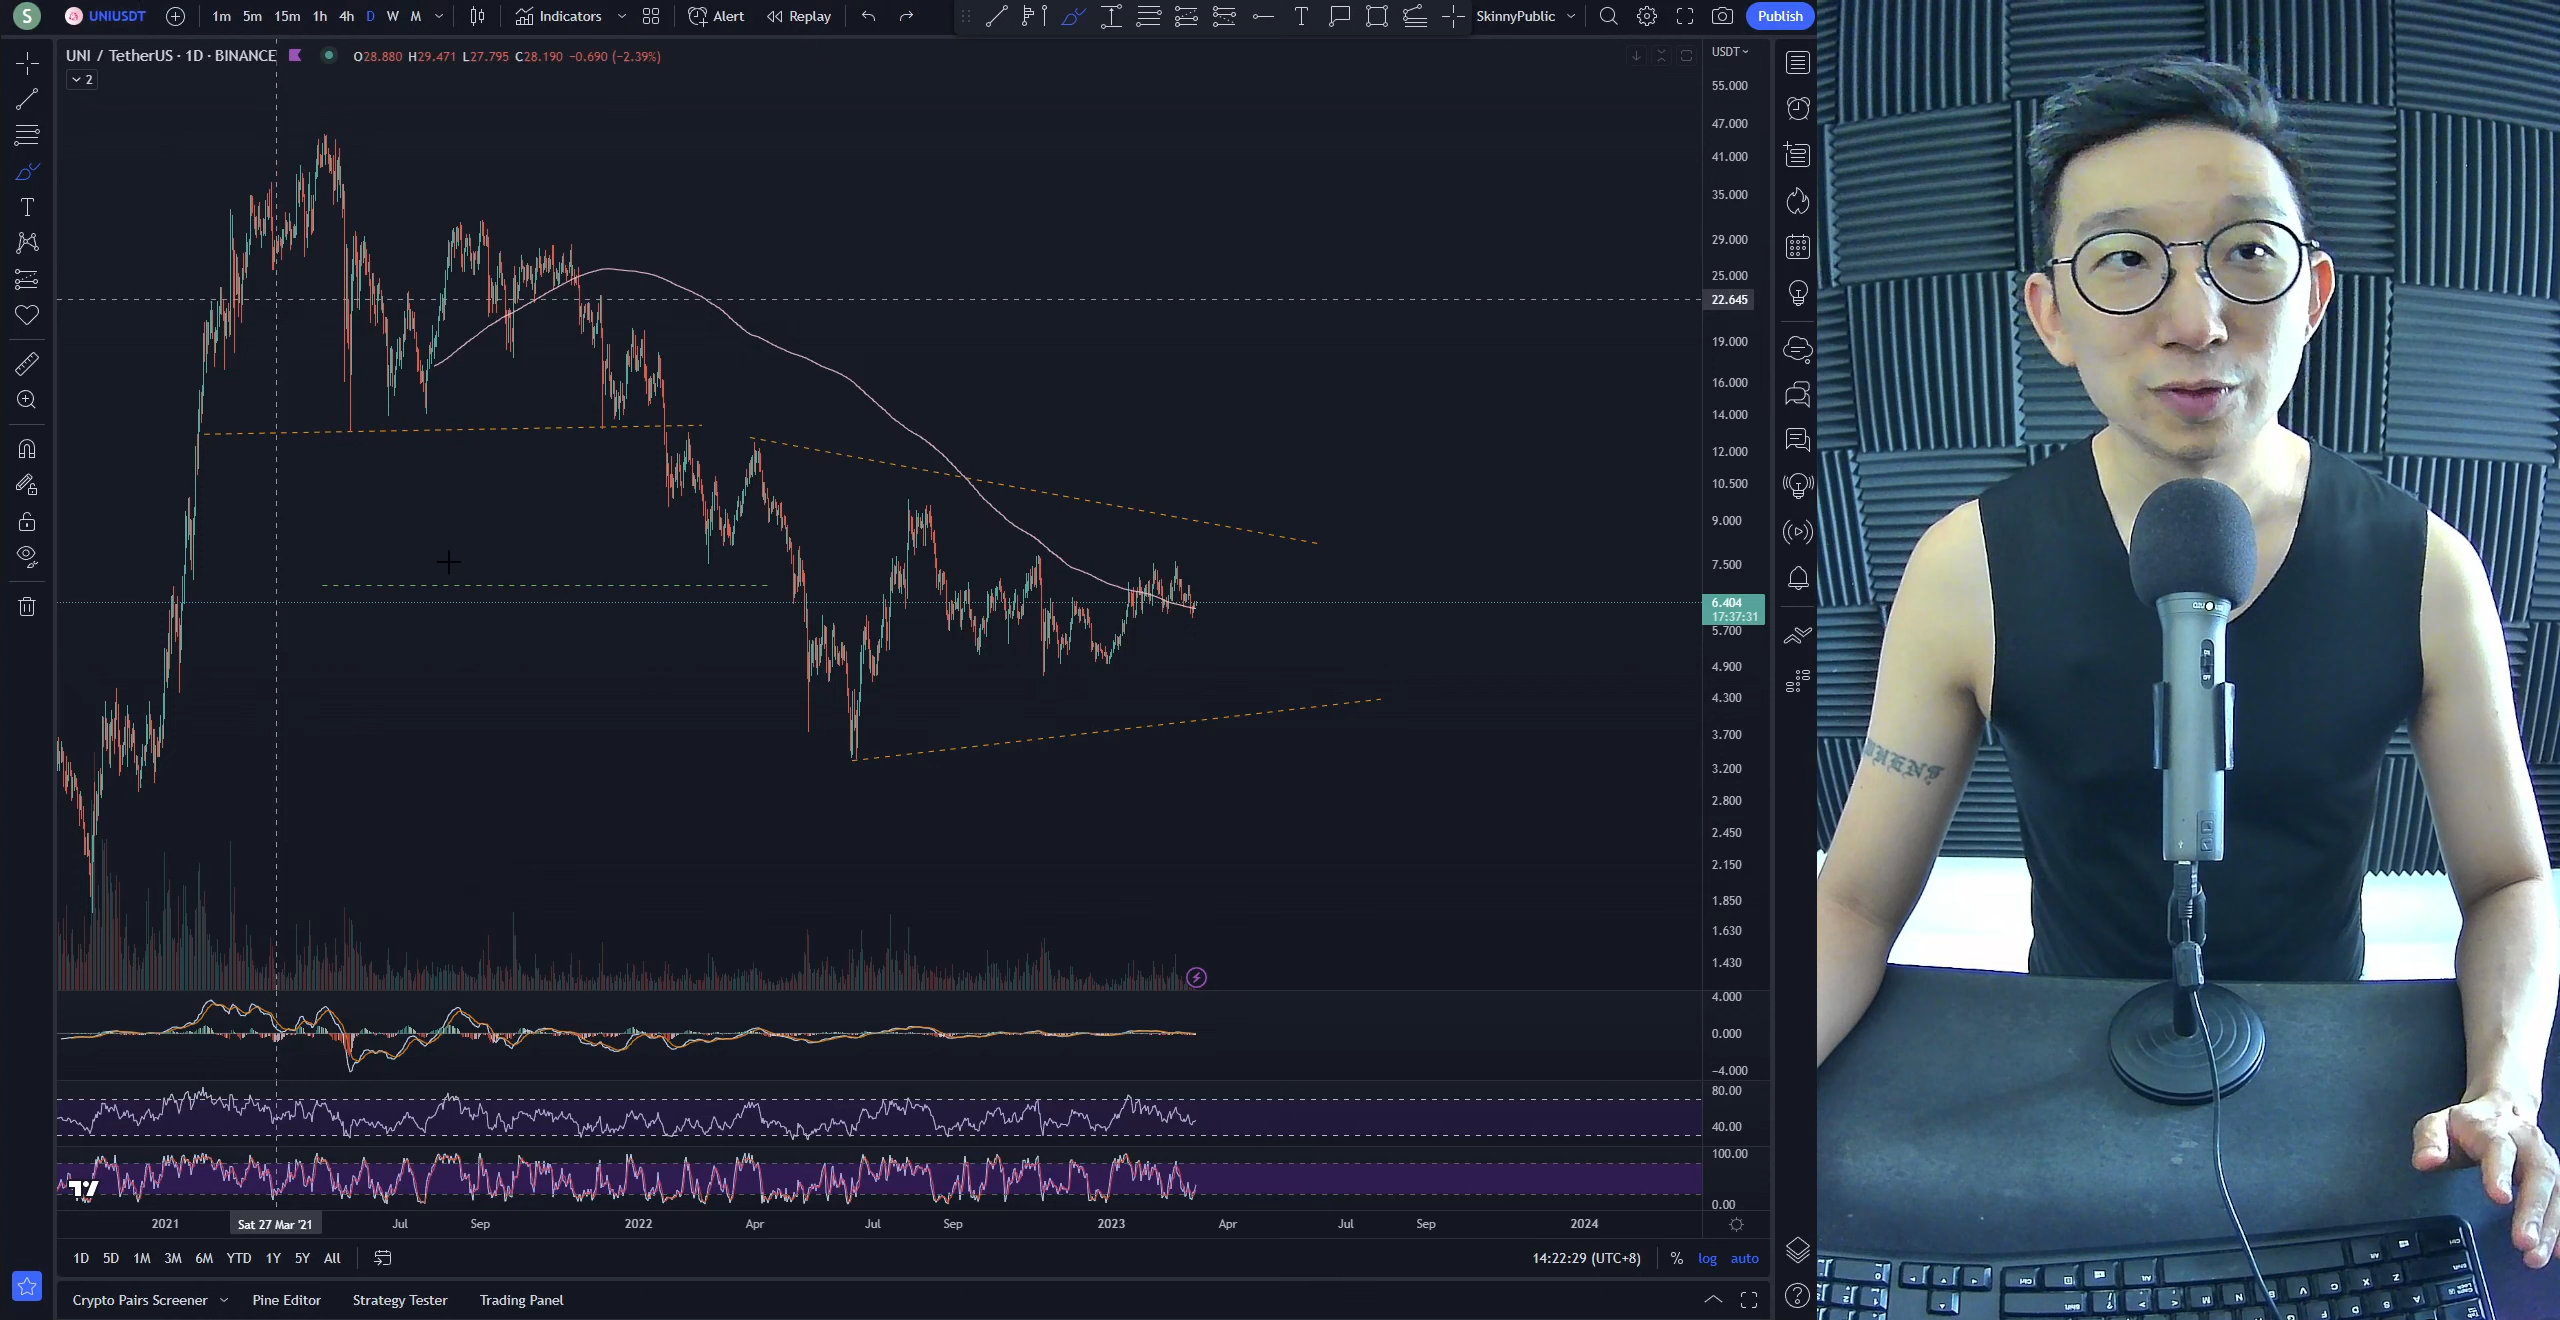 S
UNIUSDT
1m 5m 15m 1h 4h D W M
Indicators
Alert
Replay
SkinnyPublic
Publish
UNI / TetherUS · 1D · BINANCE
O28.880 H29.471 L27.795 C28.190 −0.690 (−2.39%)
2
USDT
55.000
47.000
41.000
35.000
29.000
25.000
22.645
19.000
16.000
14.000
12.000
10.500
9.000
7.500
6.404
17:37:31
5.700
4.900
4.300
3.700
3.200
2.800
2.450
2.150
1.850
1.630
1.430
4.000
0.000
−4.000
80.00
40.00
100.00
0.00
2021 Sat 27 Mar '21 Jul Sep 2022 Apr Jul Sep 2023 Apr Jul Sep 2024
1D 5D 1M 3M 6M YTD 1Y 5Y All
14:22:29 (UTC+8) % log auto
Crypto Pairs Screener Pine Editor Strategy Tester Trading Panel